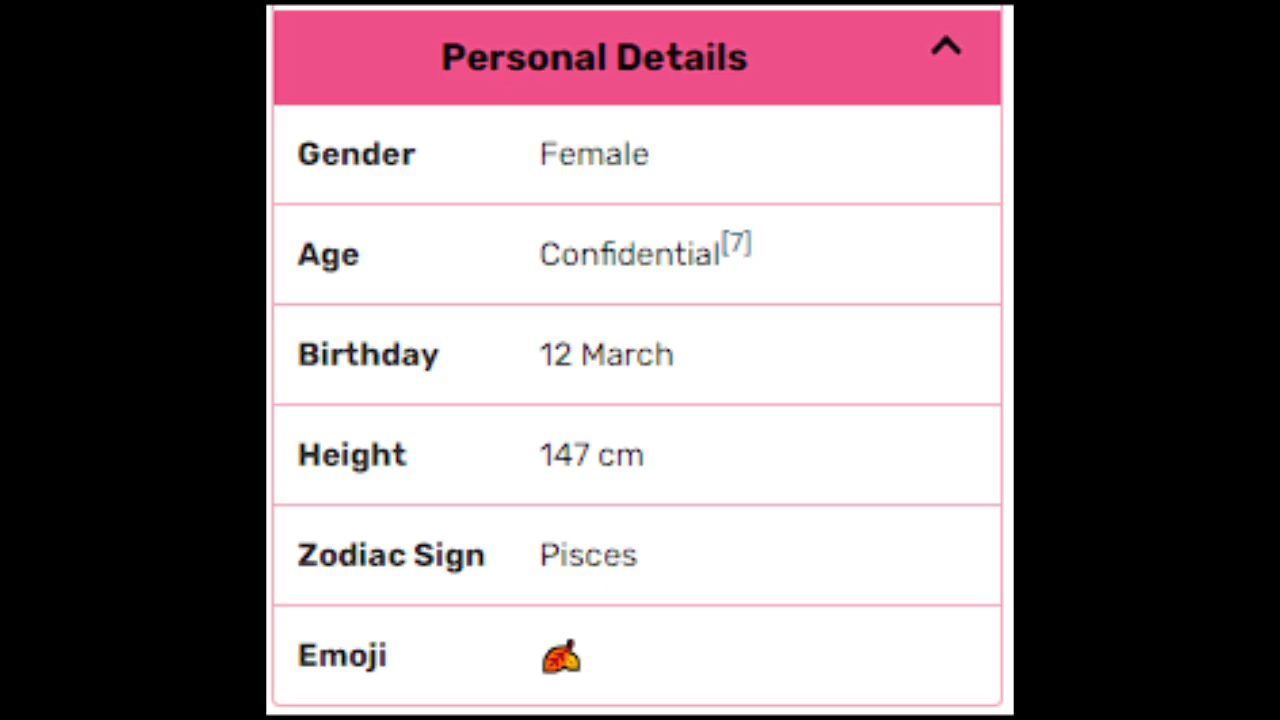 Personal Details
Gender Female
Age Confidential[7]
Birthday 12 March
Height 147 cm
Zodiac Sign Pisces
Emoji 🍂